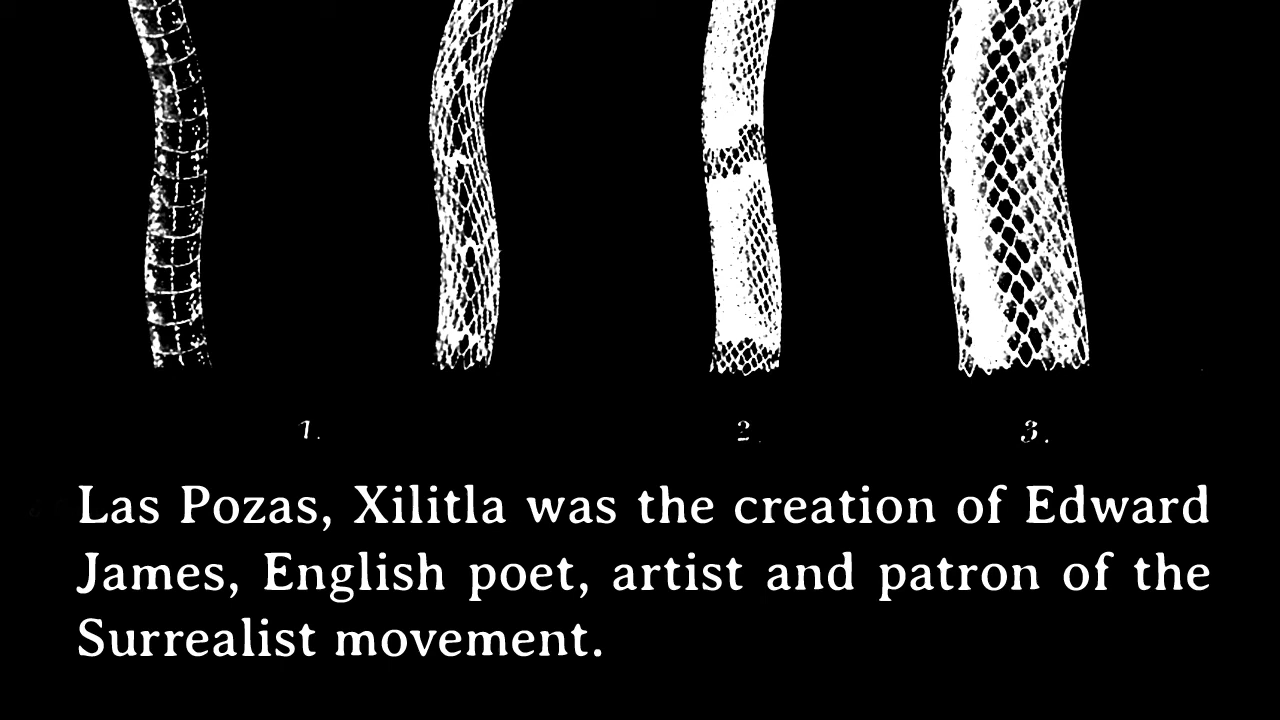 1. 2. 3.
Las Pozas, Xilitla was the creation of Edward
James, English poet, artist and patron of the
Surrealist movement.